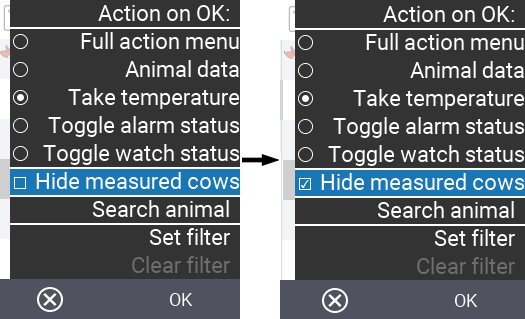 Action on OK:
Full action menu
Animal data
Take temperature
Toggle alarm status
Toggle watch status
Hide measured cows
Search animal
Set filter
Clear filter
OK
Action on OK:
Full action menu
Animal data
Take temperature
Toggle alarm status
Toggle watch status
Hide measured cows
Search animal
Set filter
Clear filter
OK